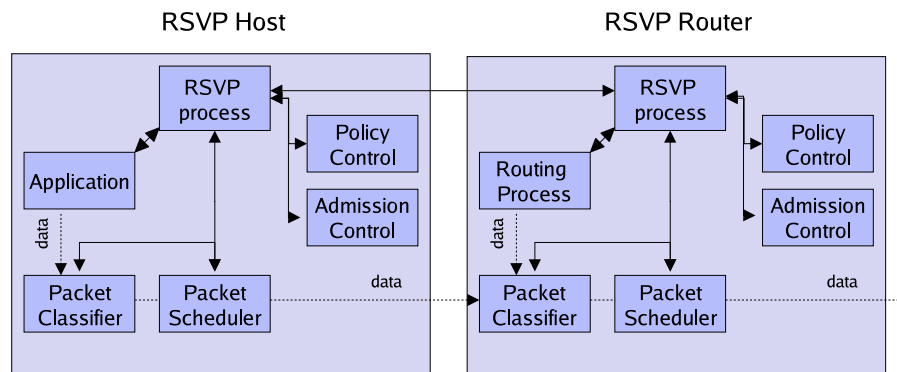 RSVP Host
RSVP Router
RSVP
process
Policy
Control
Application
Admission
Control
data
Packet
Classifier
Packet
Scheduler
data
RSVP
process
Policy
Control
Routing
Process
Admission
Control
data
Packet
Classifier
Packet
Scheduler
data